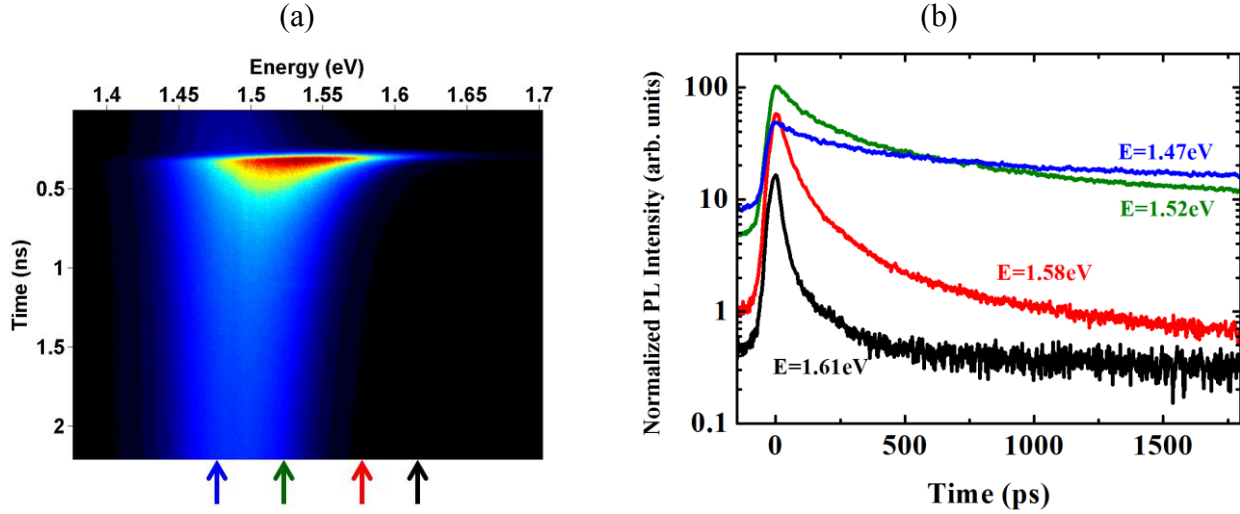 (a)
Energy (eV)
1.4 1.45 1.5 1.55 1.6 1.65 1.7
0.5
1
1.5
2
Time (ns)
(b)
100
10
1
0.1
Normalized PL Intensity (arb. units)
E=1.47eV
E=1.52eV
E=1.58eV
E=1.61eV
0 500 1000 1500
Time (ps)